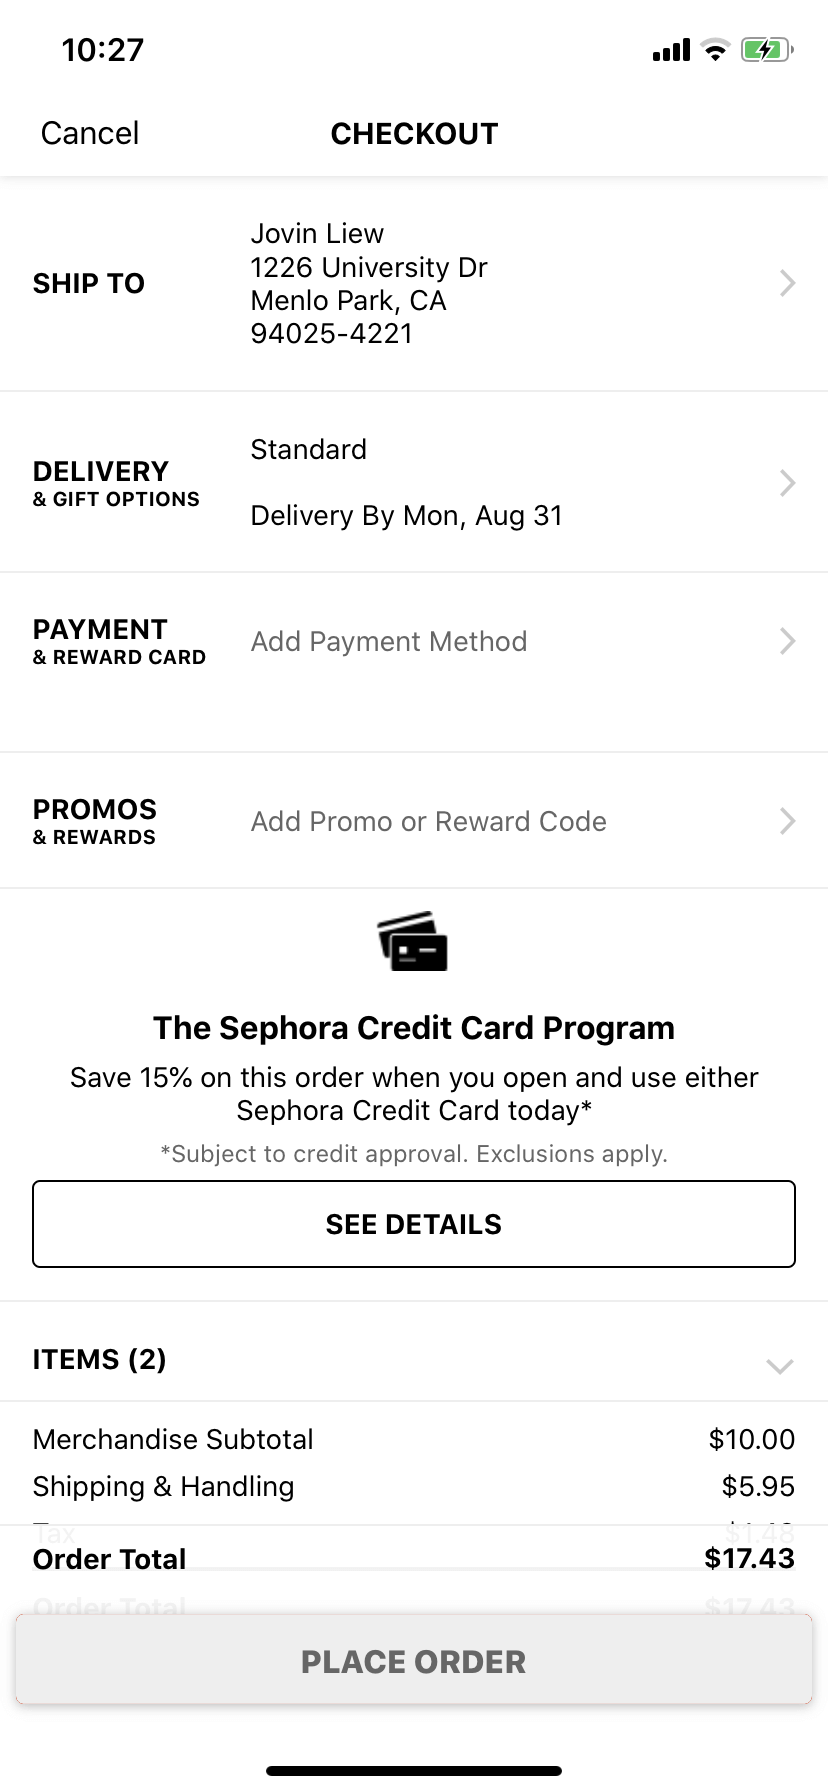 10:27
Cancel
CHECKOUT
SHIP TO
Jovin Liew
1226 University Dr
Menlo Park, CA
94025-4221
DELIVERY
& GIFT OPTIONS
Standard
Delivery By Mon, Aug 31
PAYMENT
& REWARD CARD
Add Payment Method
PROMOS
& REWARDS
Add Promo or Reward Code
The Sephora Credit Card Program
Save 15% on this order when you open and use either
Sephora Credit Card today*
*Subject to credit approval. Exclusions apply.
SEE DETAILS
ITEMS (2)
Merchandise Subtotal $10.00
Shipping & Handling $5.95
Tax $1.48
Order Total $17.43
Order Total $17.43
PLACE ORDER